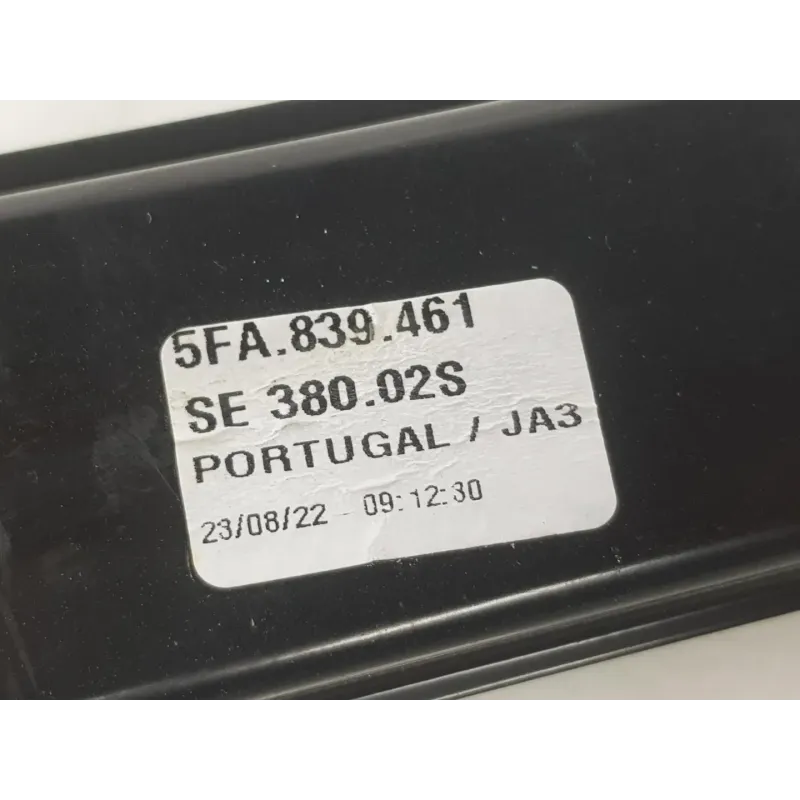 5FA.839.461
SE 380.02S
PORTUGAL / JA3
23/08/22 - 09:12:30